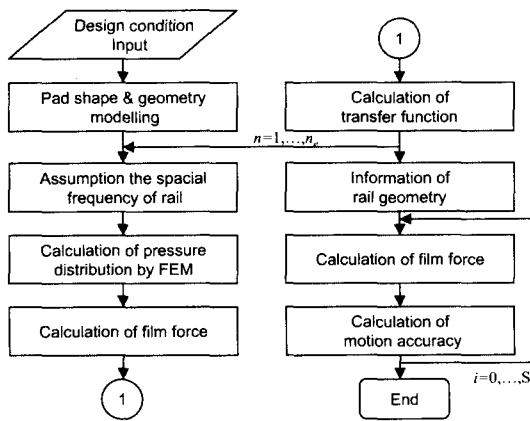 Design condition
Input
Pad shape & geometry
modelling
Assumption the spacial
frequency of rail
Calculation of pressure
distribution by FEM
Calculation of film force
1
1
Calculation of
transfer function
n=1,...,nₑ
Information of
rail geometry
Calculation of film force
Calculation of
motion accuracy
i=0,...,S
End